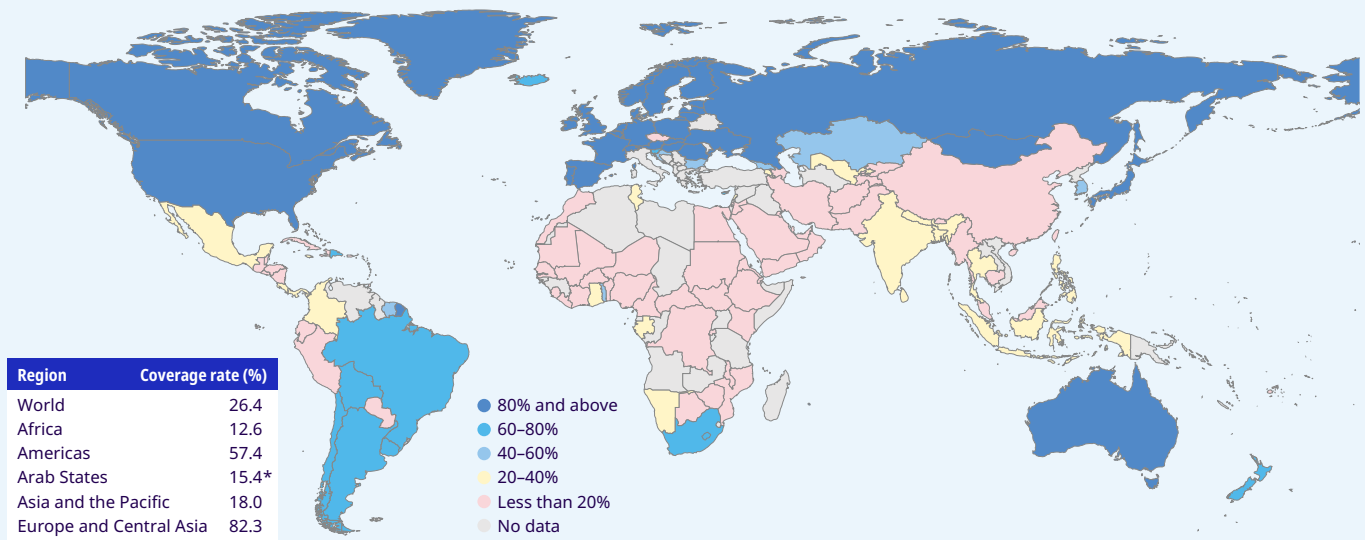 Region Coverage rate (%)
World 26.4
Africa 12.6
Americas 57.4
Arab States 15.4*
Asia and the Pacific 18.0
Europe and Central Asia 82.3
80% and above
60–80%
40–60%
20–40%
Less than 20%
No data